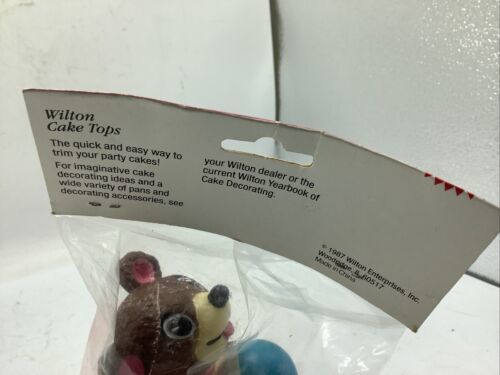 Wilton
Cake Tops
The quick and easy way to
trim your party cakes!
For imaginative cake
decorating ideas and a
wide variety of pans and
decorating accessories, see
your Wilton dealer or the
current Wilton Yearbook of
Cake Decorating.
© 1987 Wilton Enterprises, Inc.
Woodridge, IL 60517
Made in China